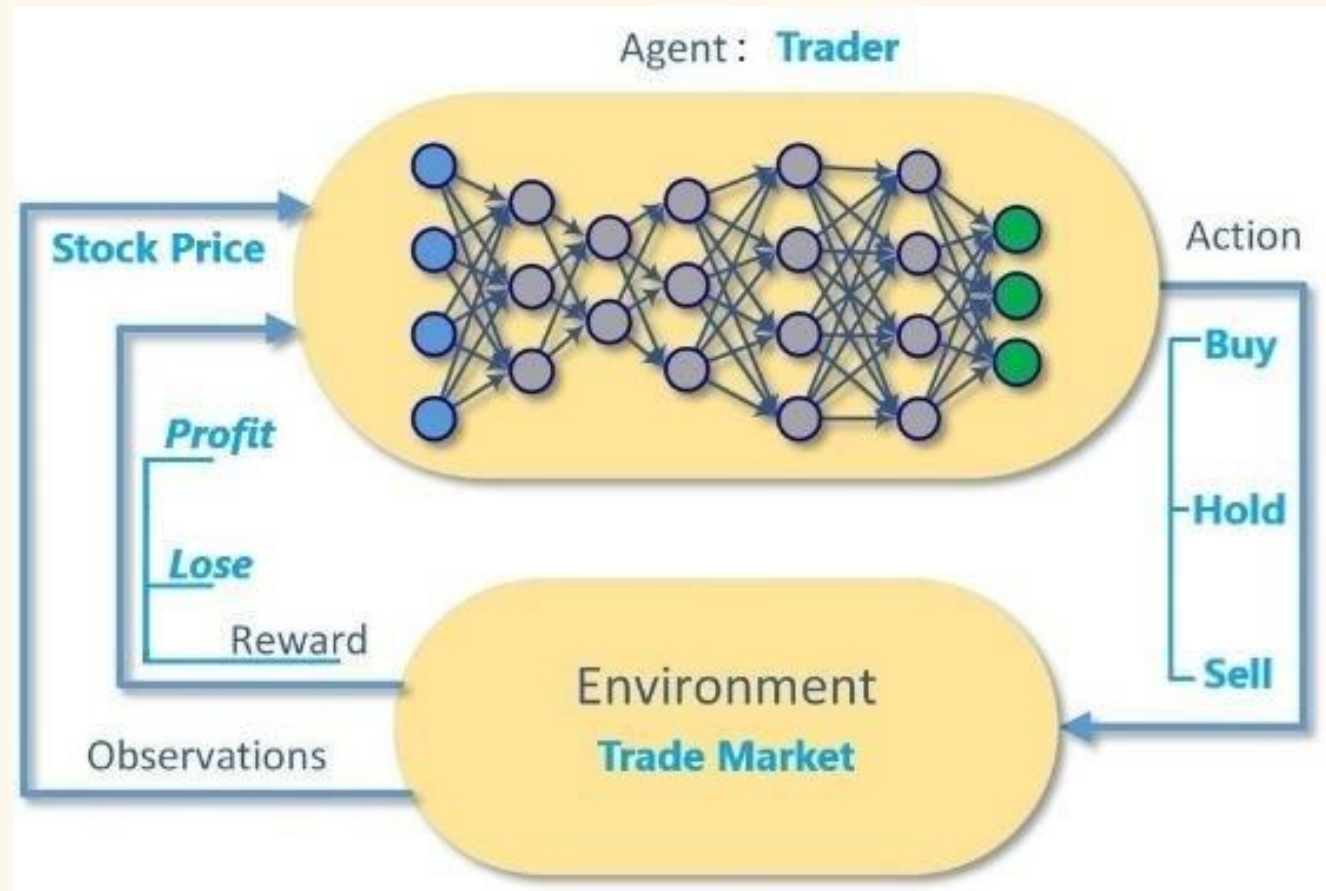 Agent : Trader
Action
Stock Price
Buy
Profit
Hold
Lose
Reward
Sell
Environment
Trade Market
Observations